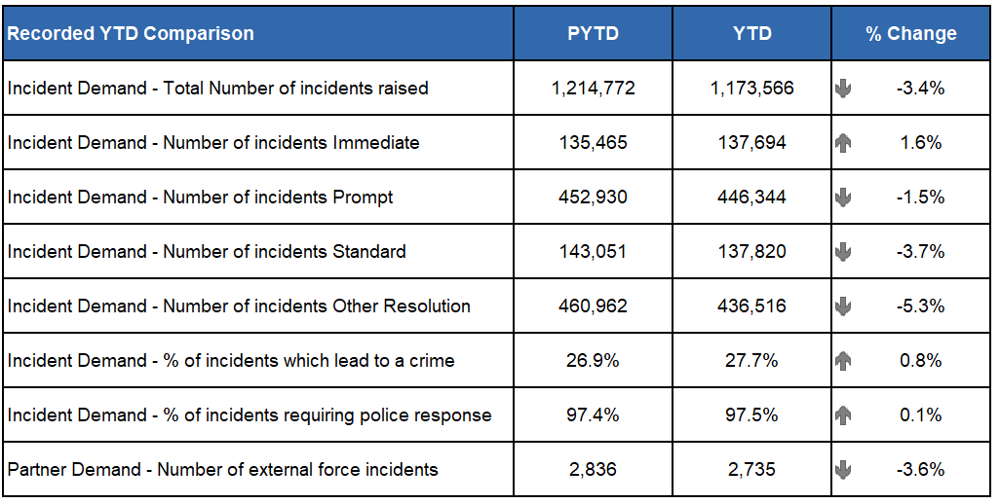 Recorded YTD Comparison PYTD YTD % Change
Incident Demand - Total Number of incidents raised 1,214,772 1,173,566 -3.4%
Incident Demand - Number of incidents Immediate 135,465 137,694 1.6%
Incident Demand - Number of incidents Prompt 452,930 446,344 -1.5%
Incident Demand - Number of incidents Standard 143,051 137,820 -3.7%
Incident Demand - Number of incidents Other Resolution 460,962 436,516 -5.3%
Incident Demand - % of incidents which lead to a crime 26.9% 27.7% 0.8%
Incident Demand - % of incidents requiring police response 97.4% 97.5% 0.1%
Partner Demand - Number of external force incidents 2,836 2,735 -3.6%